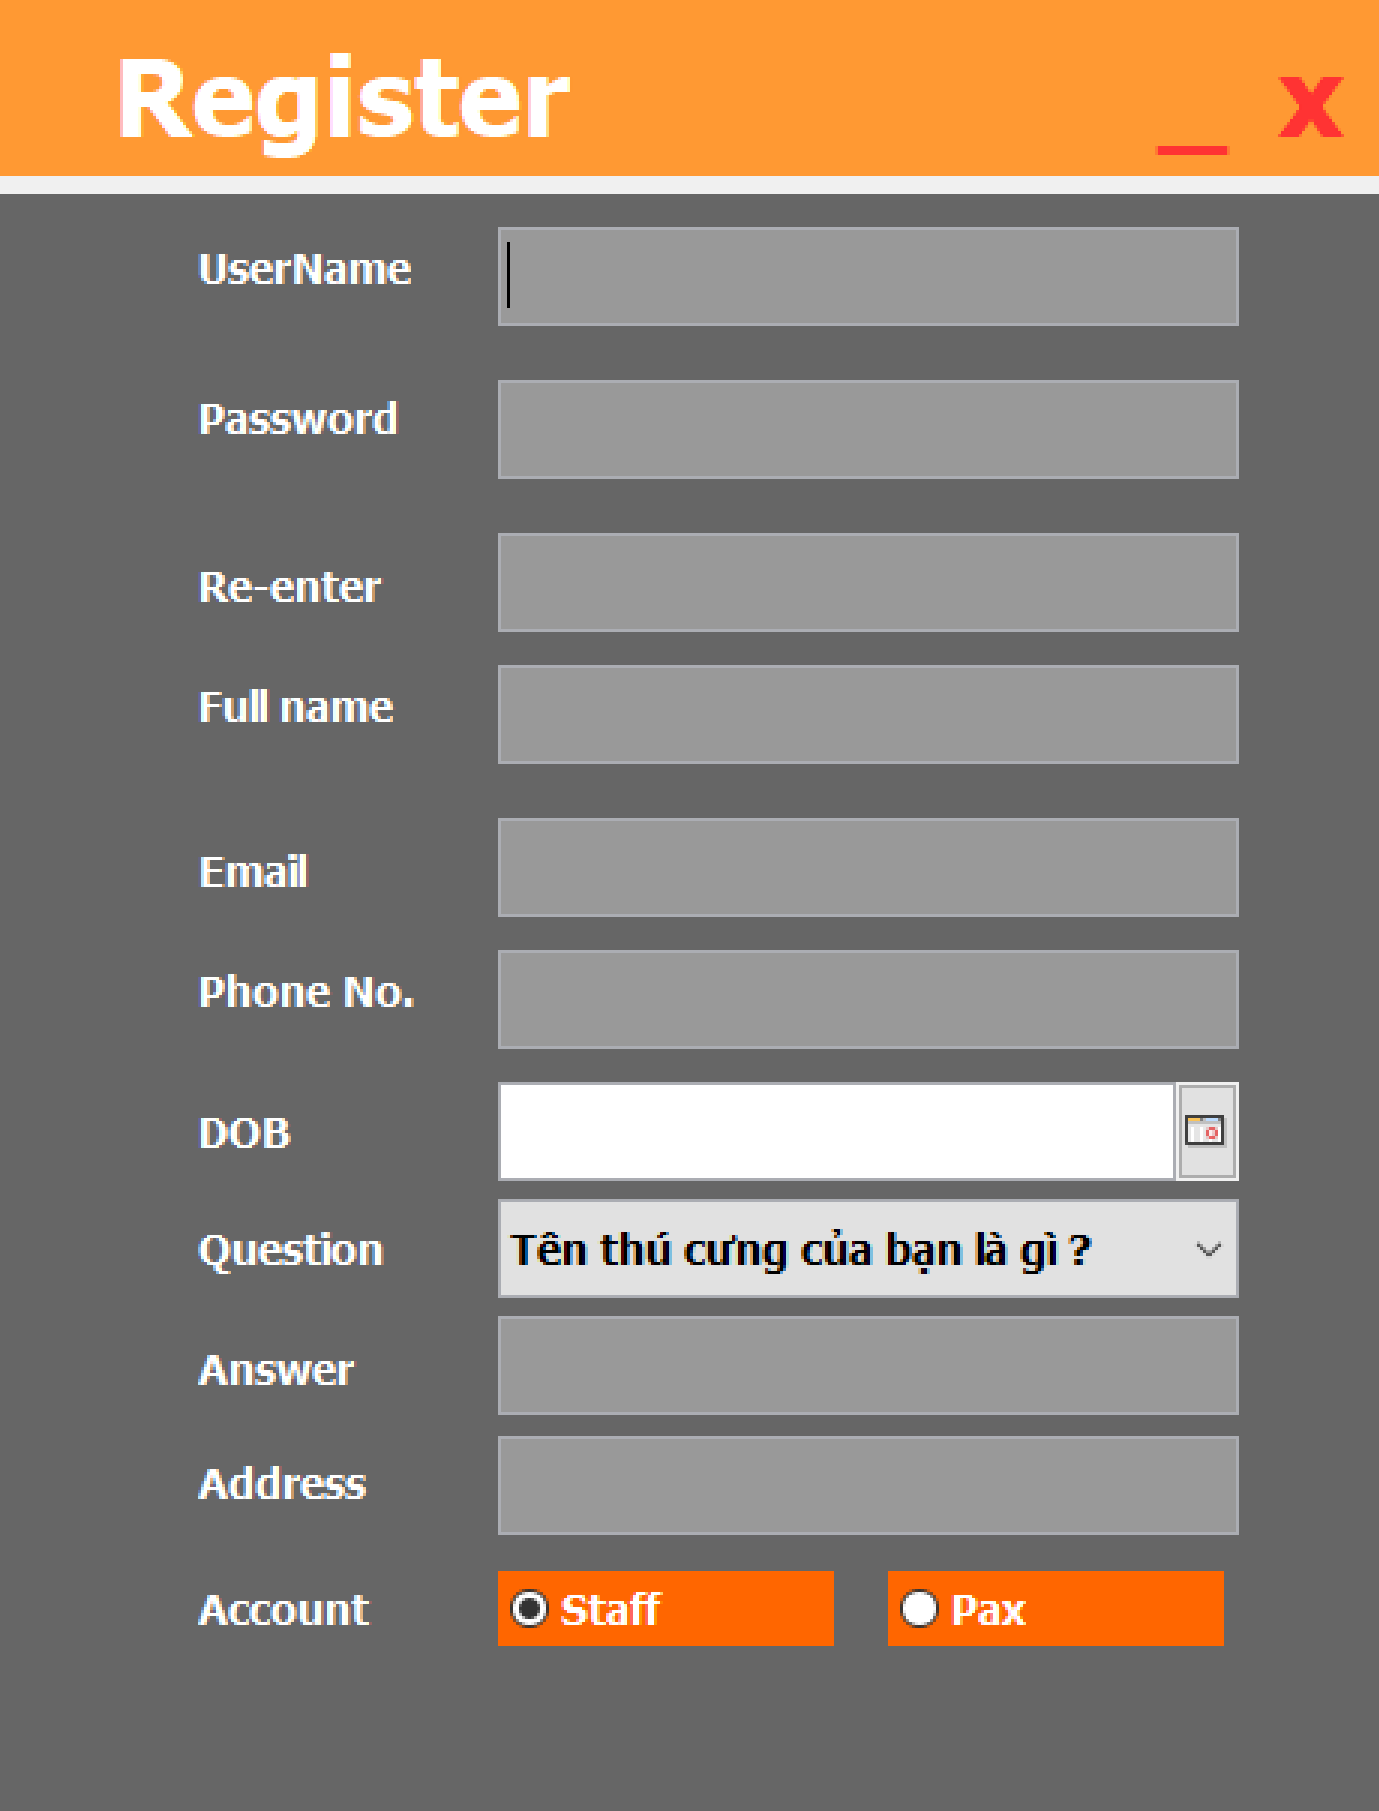 Register _ x
UserName
Password
Re-enter
Full name
Email
Phone No.
DOB
Question Tên thú cưng của bạn là gì ?
Answer
Address
Account Staff Pax